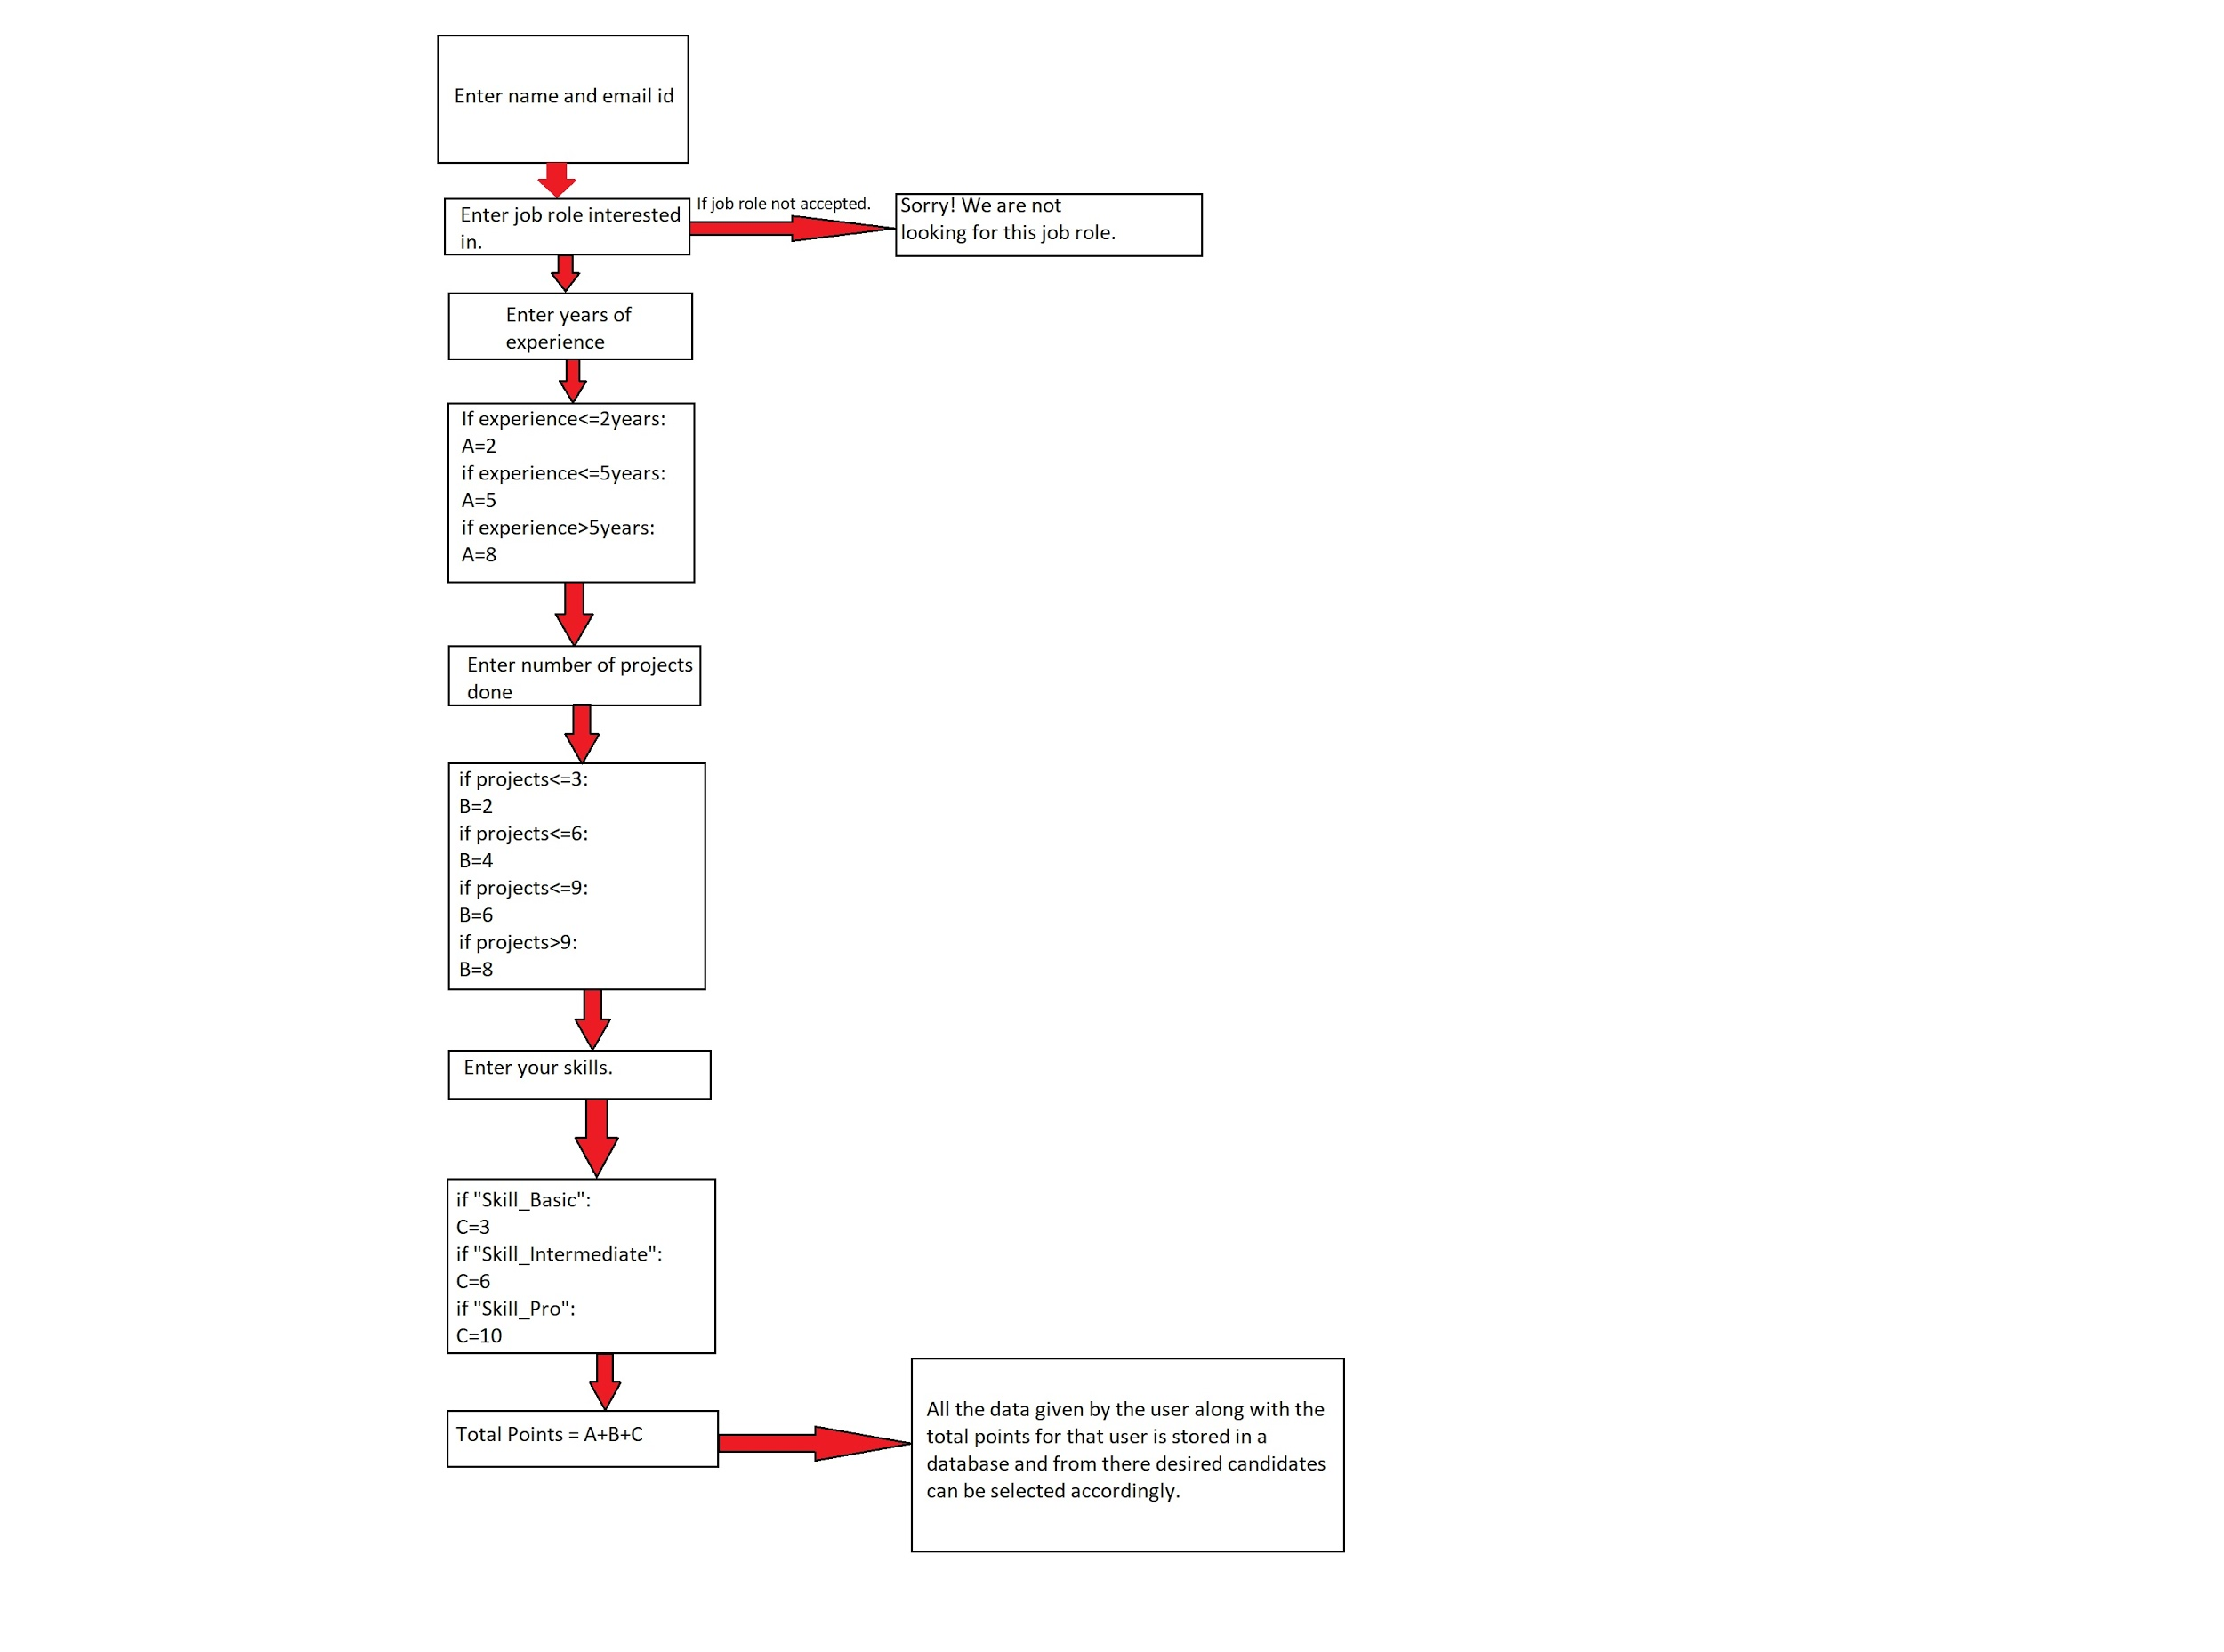 Enter name and email id
Enter job role interested
in.
If job role not accepted.
Sorry! We are not
looking for this job role.
Enter years of
experience
If experience<=2years:
A=2
if experience<=5years:
A=5
if experience>5years:
A=8
Enter number of projects
done
if projects<=3:
B=2
if projects<=6:
B=4
if projects<=9:
B=6
if projects>9:
B=8
Enter your skills.
if "Skill_Basic":
C=3
if "Skill_Intermediate":
C=6
if "Skill_Pro":
C=10
Total Points = A+B+C
All the data given by the user along with the
total points for that user is stored in a
database and from there desired candidates
can be selected accordingly.